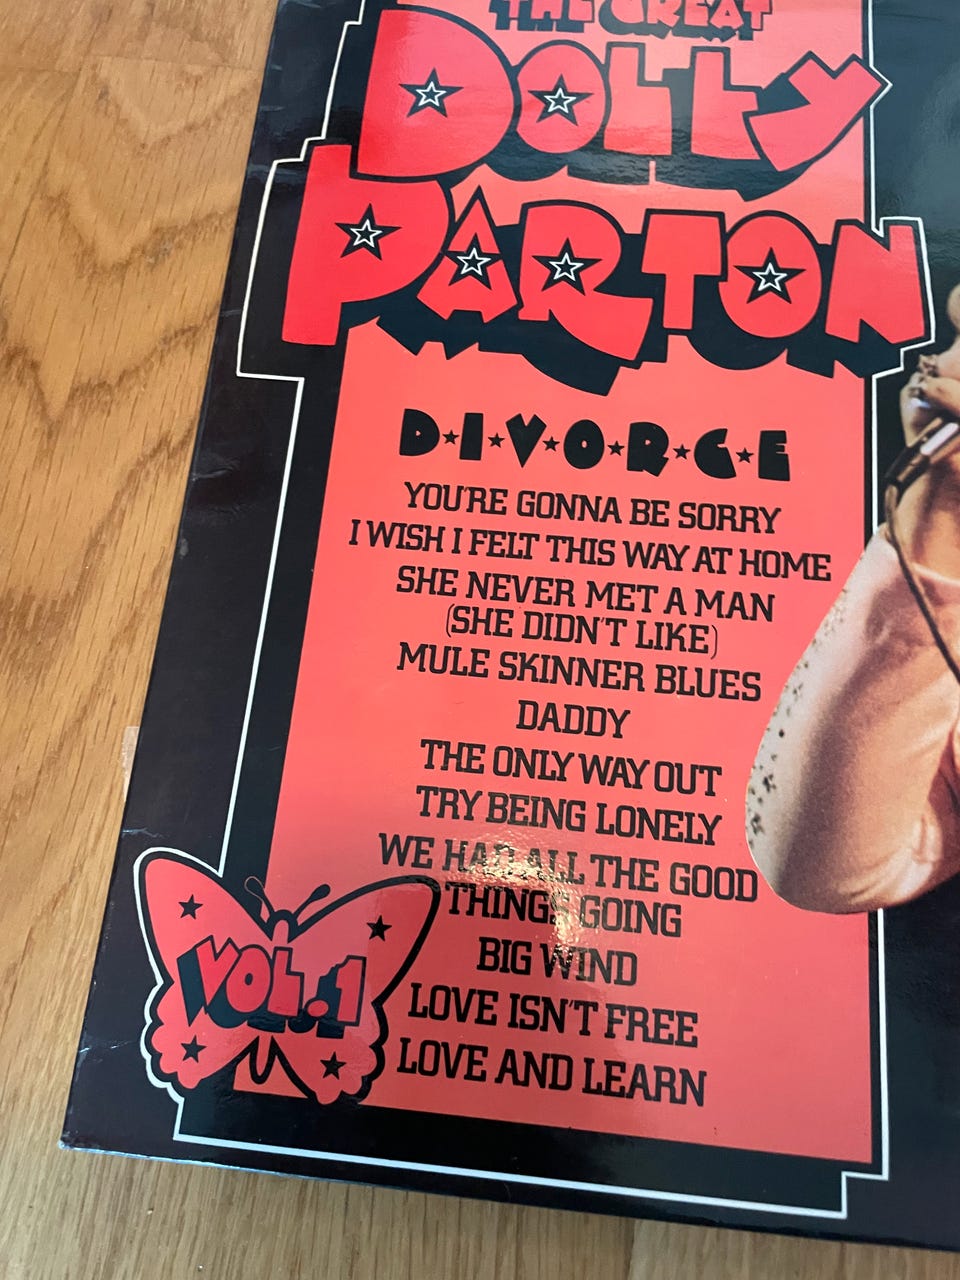 THE GREAT
DOLLY
PARTON
D★I★V★O★R★C★E
YOU'RE GONNA BE SORRY
I WISH I FELT THIS WAY AT HOME
SHE NEVER MET A MAN
(SHE DIDN'T LIKE)
MULE SKINNER BLUES
DADDY
THE ONLY WAY OUT
TRY BEING LONELY
WE HAD ALL THE GOOD
THINGS GOING
BIG WIND
LOVE ISN'T FREE
LOVE AND LEARN
VOL.1